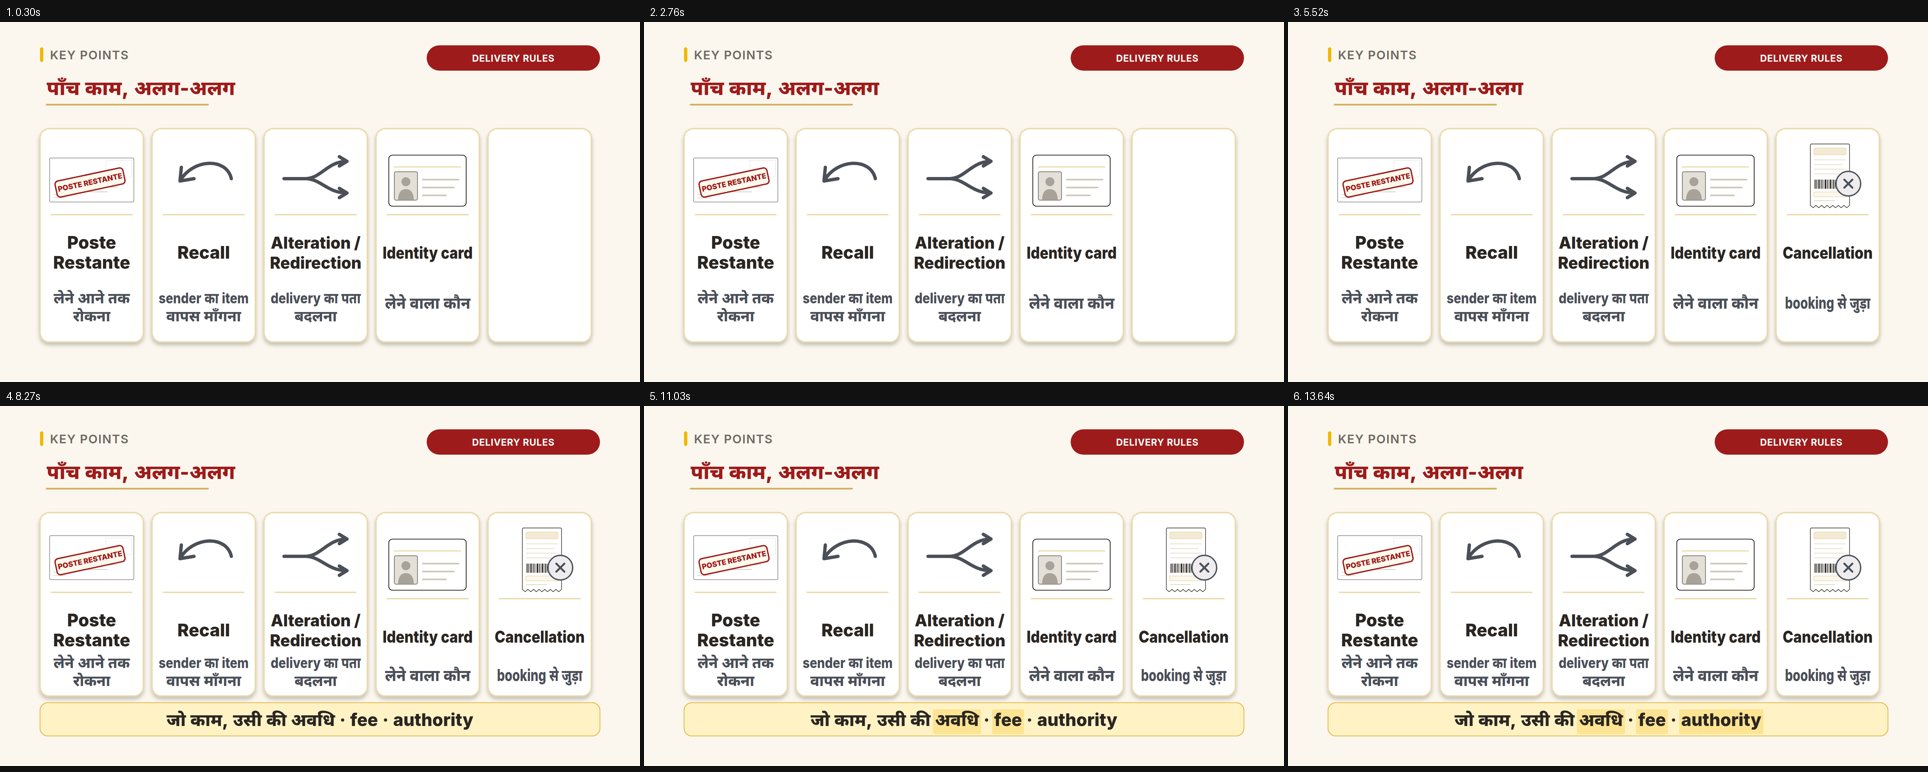 1. 0.30s
KEY POINTS
DELIVERY RULES
पाँच काम, अलग-अलग
POSTE RESTANTE
Poste Restante
लेने आने तक रोकना
Recall
sender का item वापस माँगना
Alteration / Redirection
delivery का पता बदलना
Identity card
लेने वाला कौन
2. 2.76s
KEY POINTS
DELIVERY RULES
पाँच काम, अलग-अलग
POSTE RESTANTE
Poste Restante
लेने आने तक रोकना
Recall
sender का item वापस माँगना
Alteration / Redirection
delivery का पता बदलना
Identity card
लेने वाला कौन
3. 5.52s
KEY POINTS
DELIVERY RULES
पाँच काम, अलग-अलग
POSTE RESTANTE
Poste Restante
लेने आने तक रोकना
Recall
sender का item वापस माँगना
Alteration / Redirection
delivery का पता बदलना
Identity card
लेने वाला कौन
Cancellation
booking से जुड़ा
4. 8.27s
KEY POINTS
DELIVERY RULES
पाँच काम, अलग-अलग
POSTE RESTANTE
Poste Restante
लेने आने तक रोकना
Recall
sender का item वापस माँगना
Alteration / Redirection
delivery का पता बदलना
Identity card
लेने वाला कौन
Cancellation
booking से जुड़ा
जो काम, उसी की अवधि · fee · authority
5. 11.03s
KEY POINTS
DELIVERY RULES
पाँच काम, अलग-अलग
POSTE RESTANTE
Poste Restante
लेने आने तक रोकना
Recall
sender का item वापस माँगना
Alteration / Redirection
delivery का पता बदलना
Identity card
लेने वाला कौन
Cancellation
booking से जुड़ा
जो काम, उसी की अवधि · fee · authority
6. 13.64s
KEY POINTS
DELIVERY RULES
पाँच काम, अलग-अलग
POSTE RESTANTE
Poste Restante
लेने आने तक रोकना
Recall
sender का item वापस माँगना
Alteration / Redirection
delivery का पता बदलना
Identity card
लेने वाला कौन
Cancellation
booking से जुड़ा
जो काम, उसी की अवधि · fee · authority